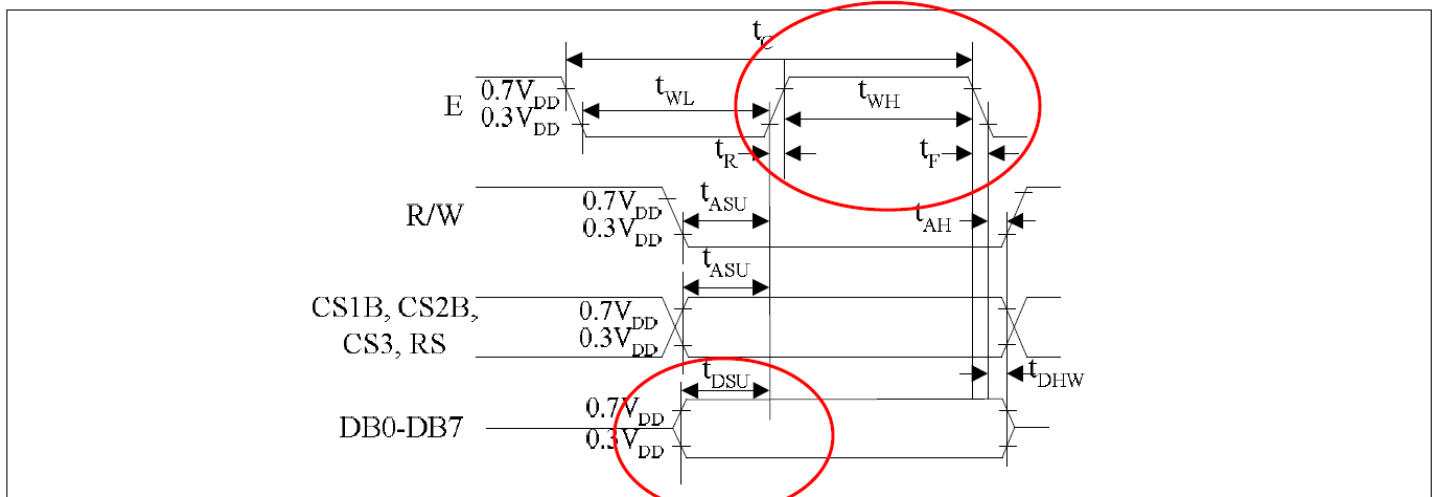 tC
E 0.7VDD tWL tWH
0.3VDD
tR tF
R/W 0.7VDD tASU tAH
0.3VDD
tASU
CS1B, CS2B, 0.7VDD
CS3, RS 0.3VDD
tDSU tDHW
DB0-DB7 0.7VDD
0.3VDD